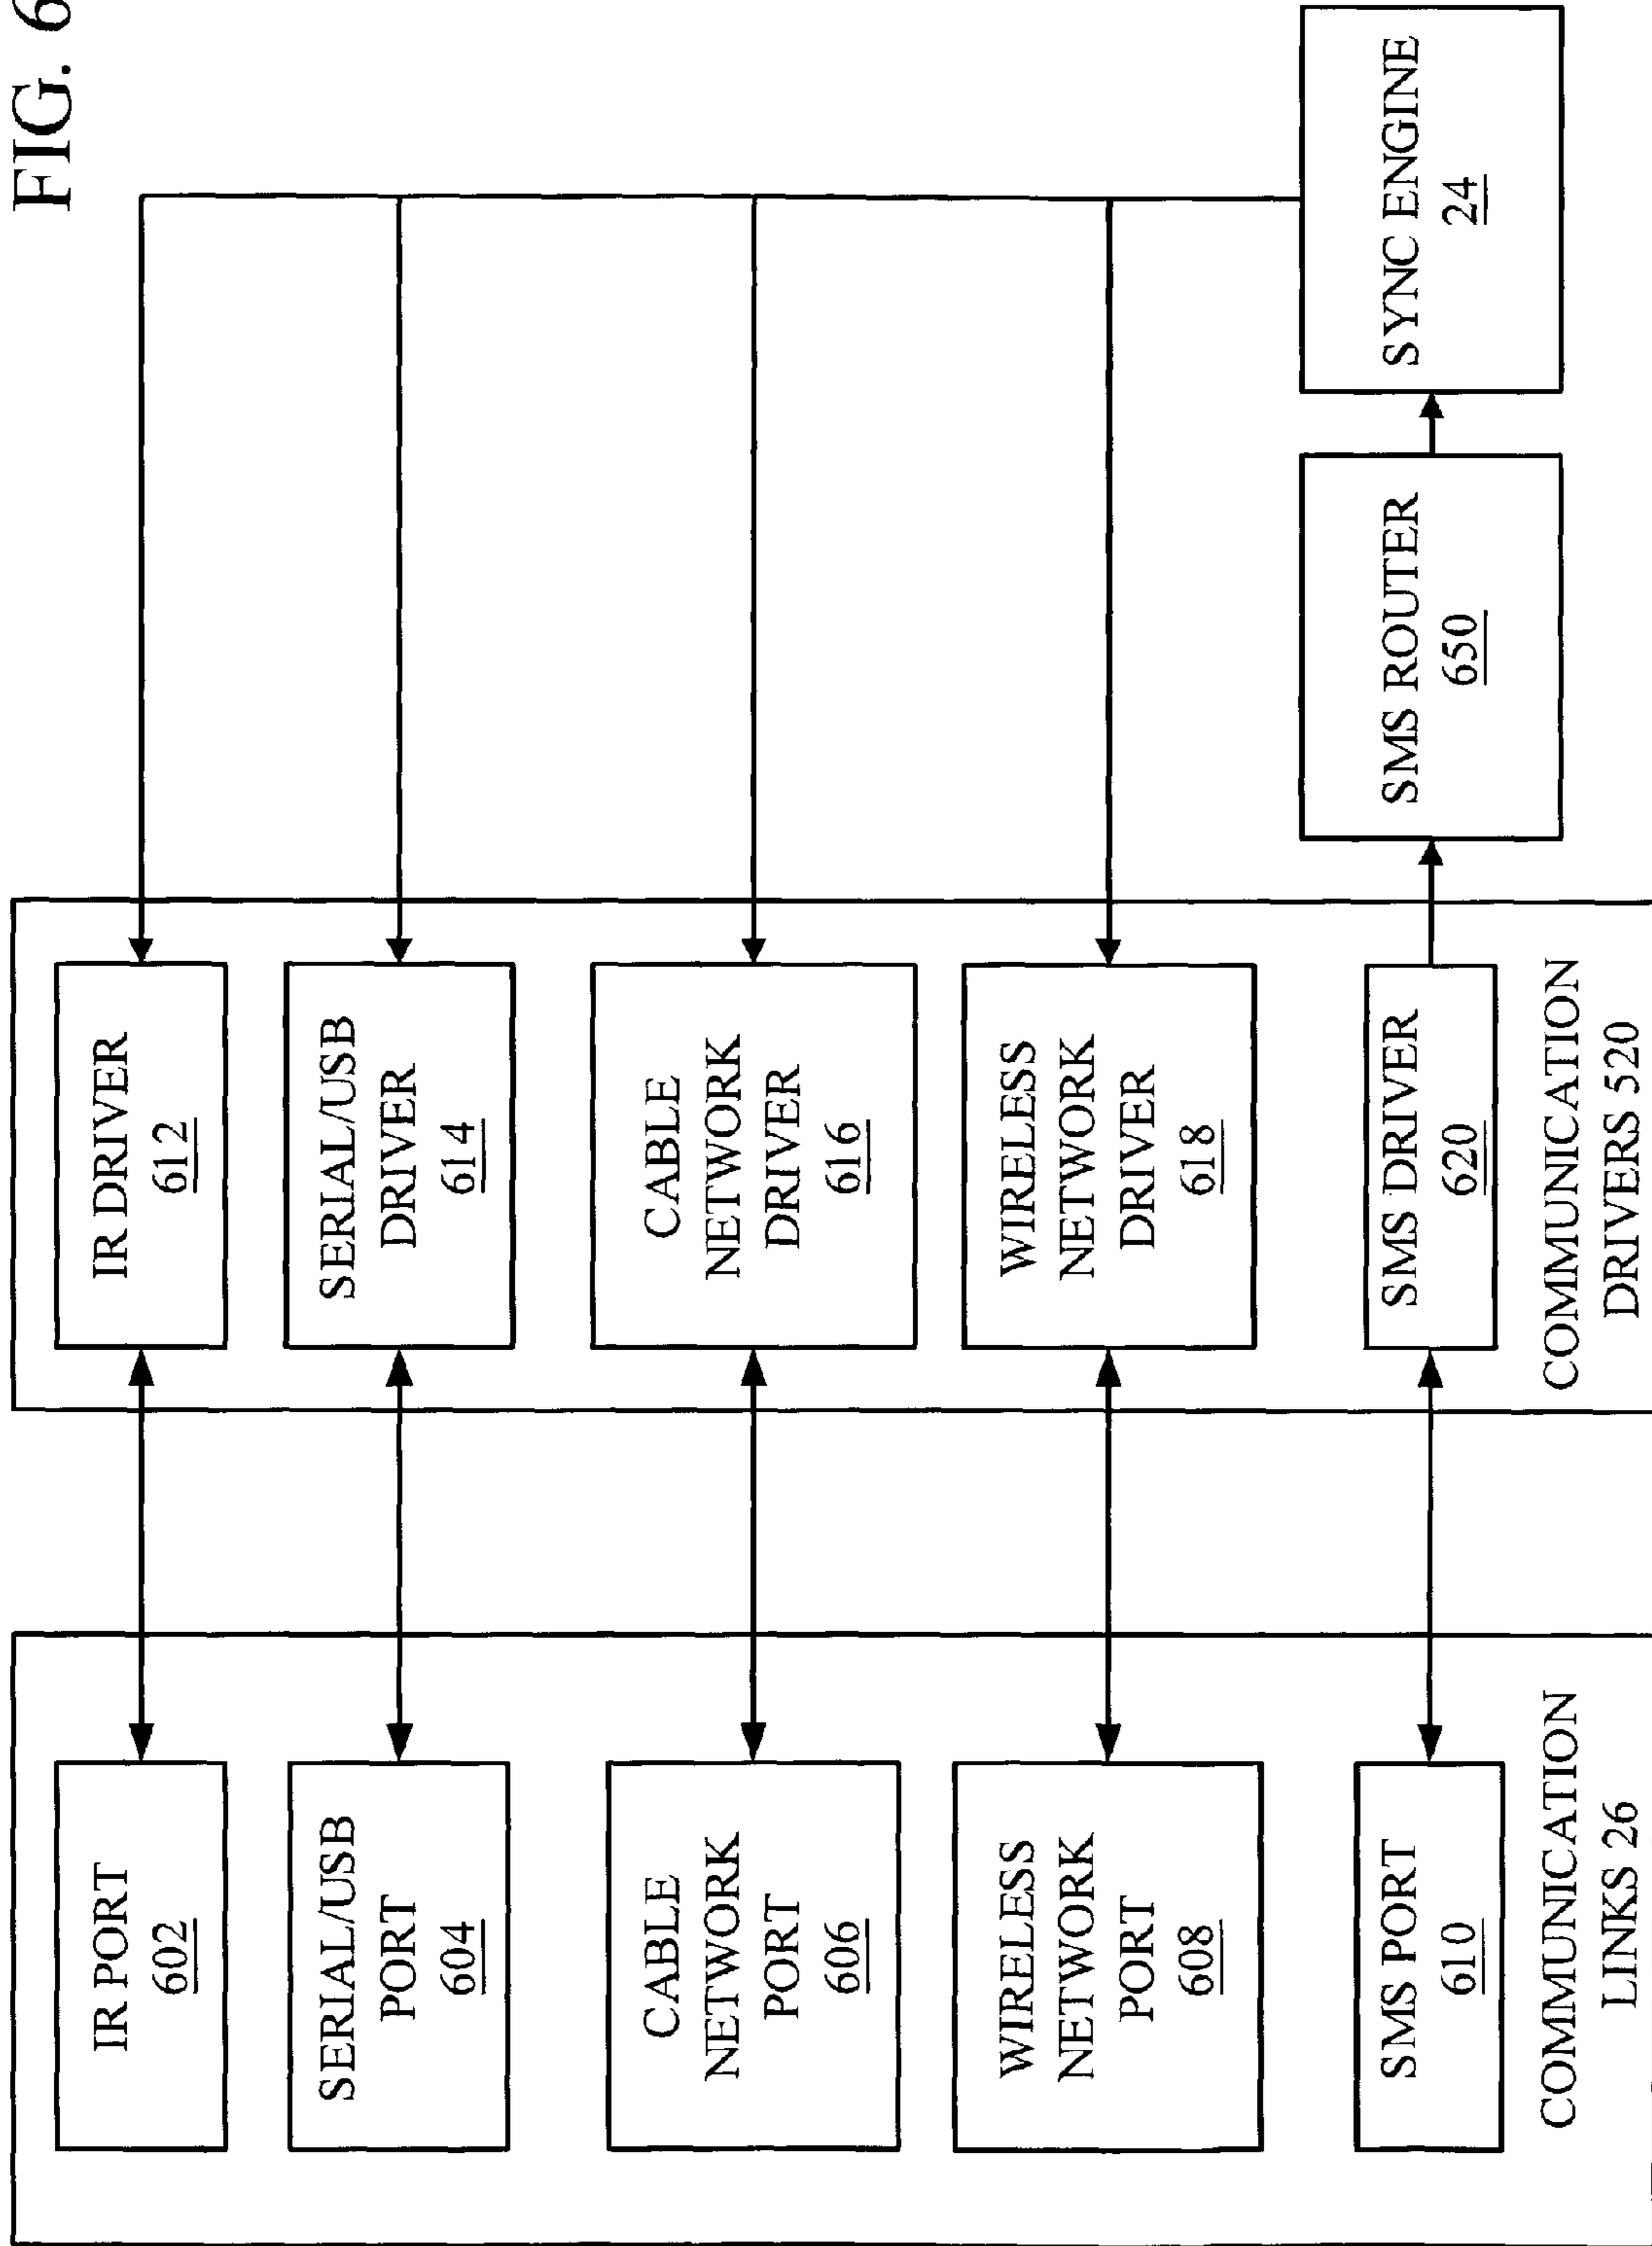 FIG. 6
IR PORT
602
SERIAL/USB
PORT
604
CABLE
NETWORK
PORT
606
WIRELESS
NETWORK
PORT
608
SMS PORT
610
COMMUNICATION
LINKS 26
IR DRIVER
612
SERIAL/USB
DRIVER
614
CABLE
NETWORK
DRIVER
616
WIRELESS
NETWORK
DRIVER
618
SMS DRIVER
620
COMMUNICATION
DRIVERS 520
SMS ROUTER
650
SYNC ENGINE
24